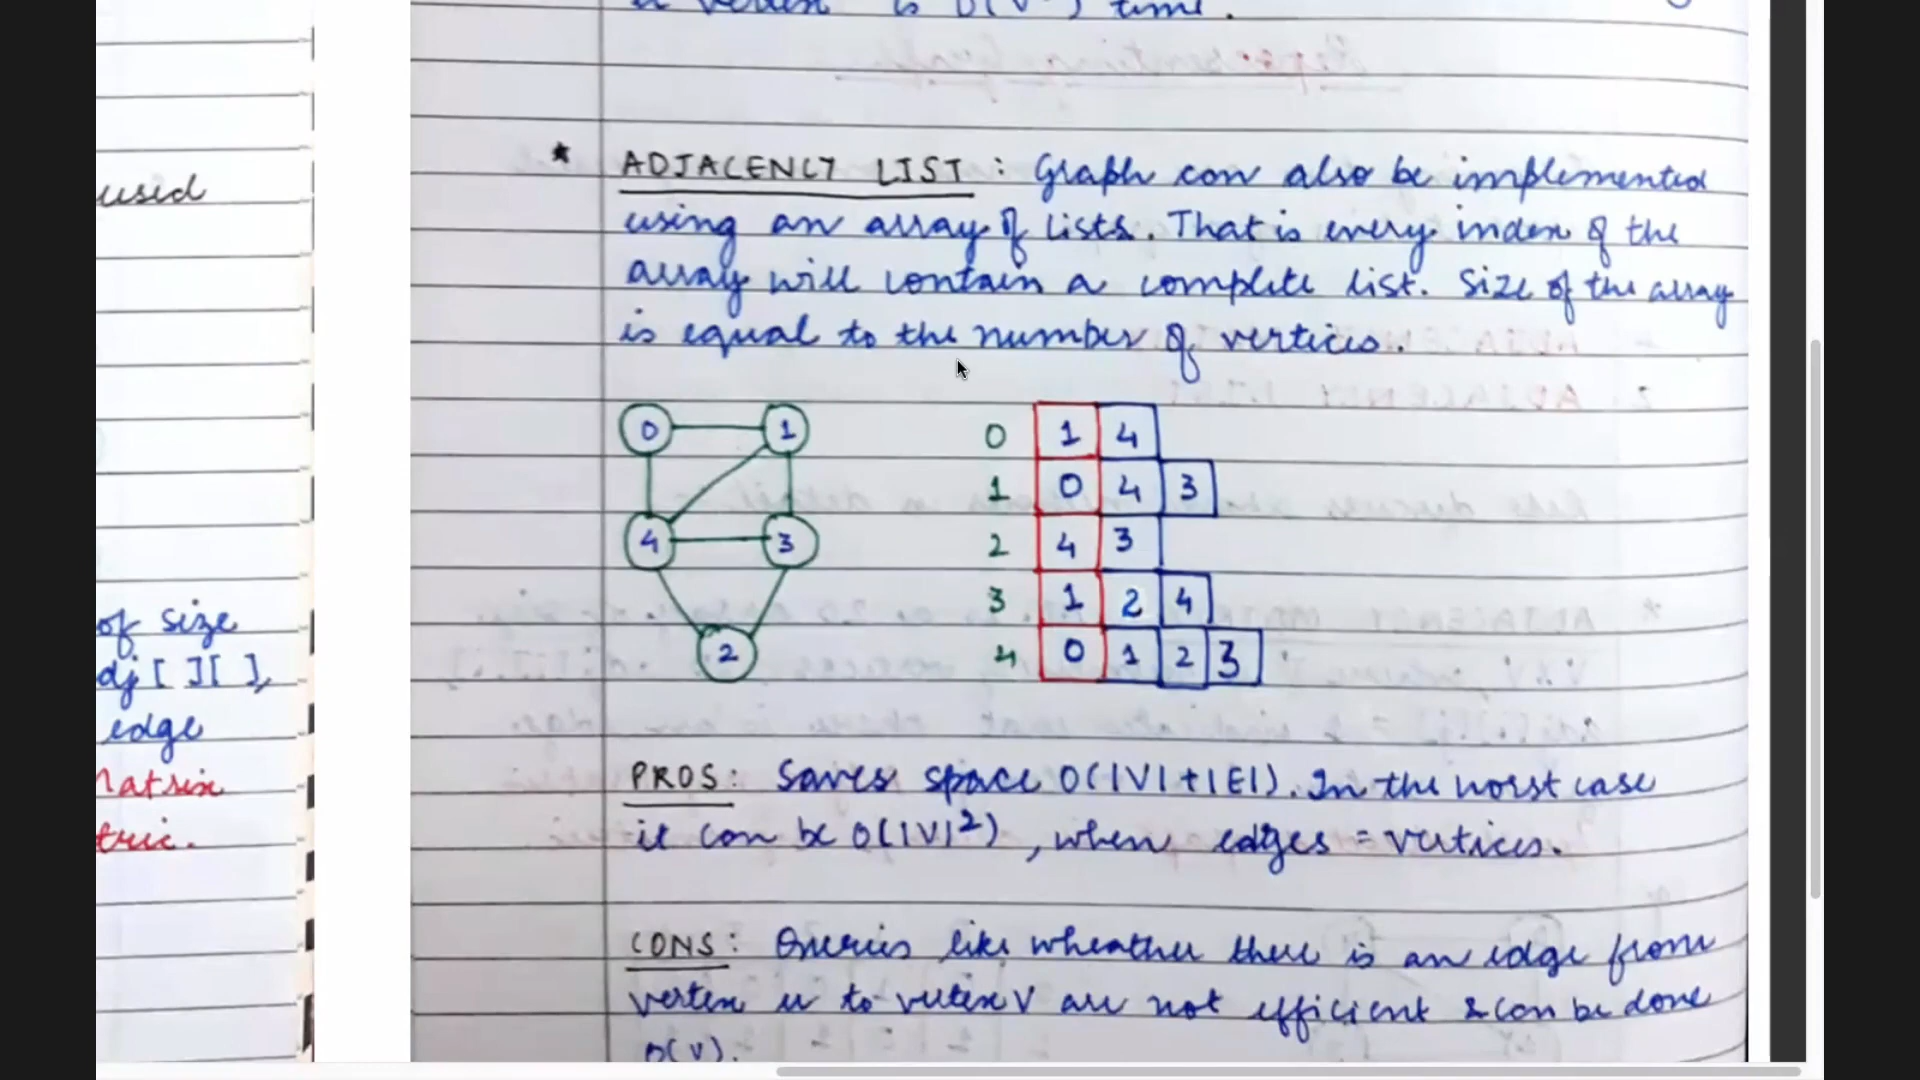 is O(V²) time.
used
of size
dj [ ][ ],
edge
Matrix
tric.
* ADJACENCY LIST : Graph can also be implemented
using an array of lists. That is every index of the
array will contain a complete list. Size of the array
is equal to the number of vertices.
0 1
4 3
2
0 1 4
1 0 4 3
2 4 3
3 1 2 4
4 0 1 2 3
PROS: Saves space O(|V|+|E|). In the worst case
it can be O(|V|²), when edges = vertices.
CONS: Queries like wheather there is an edge from
vertex u to vertex V are not efficient & can be done
O(V).